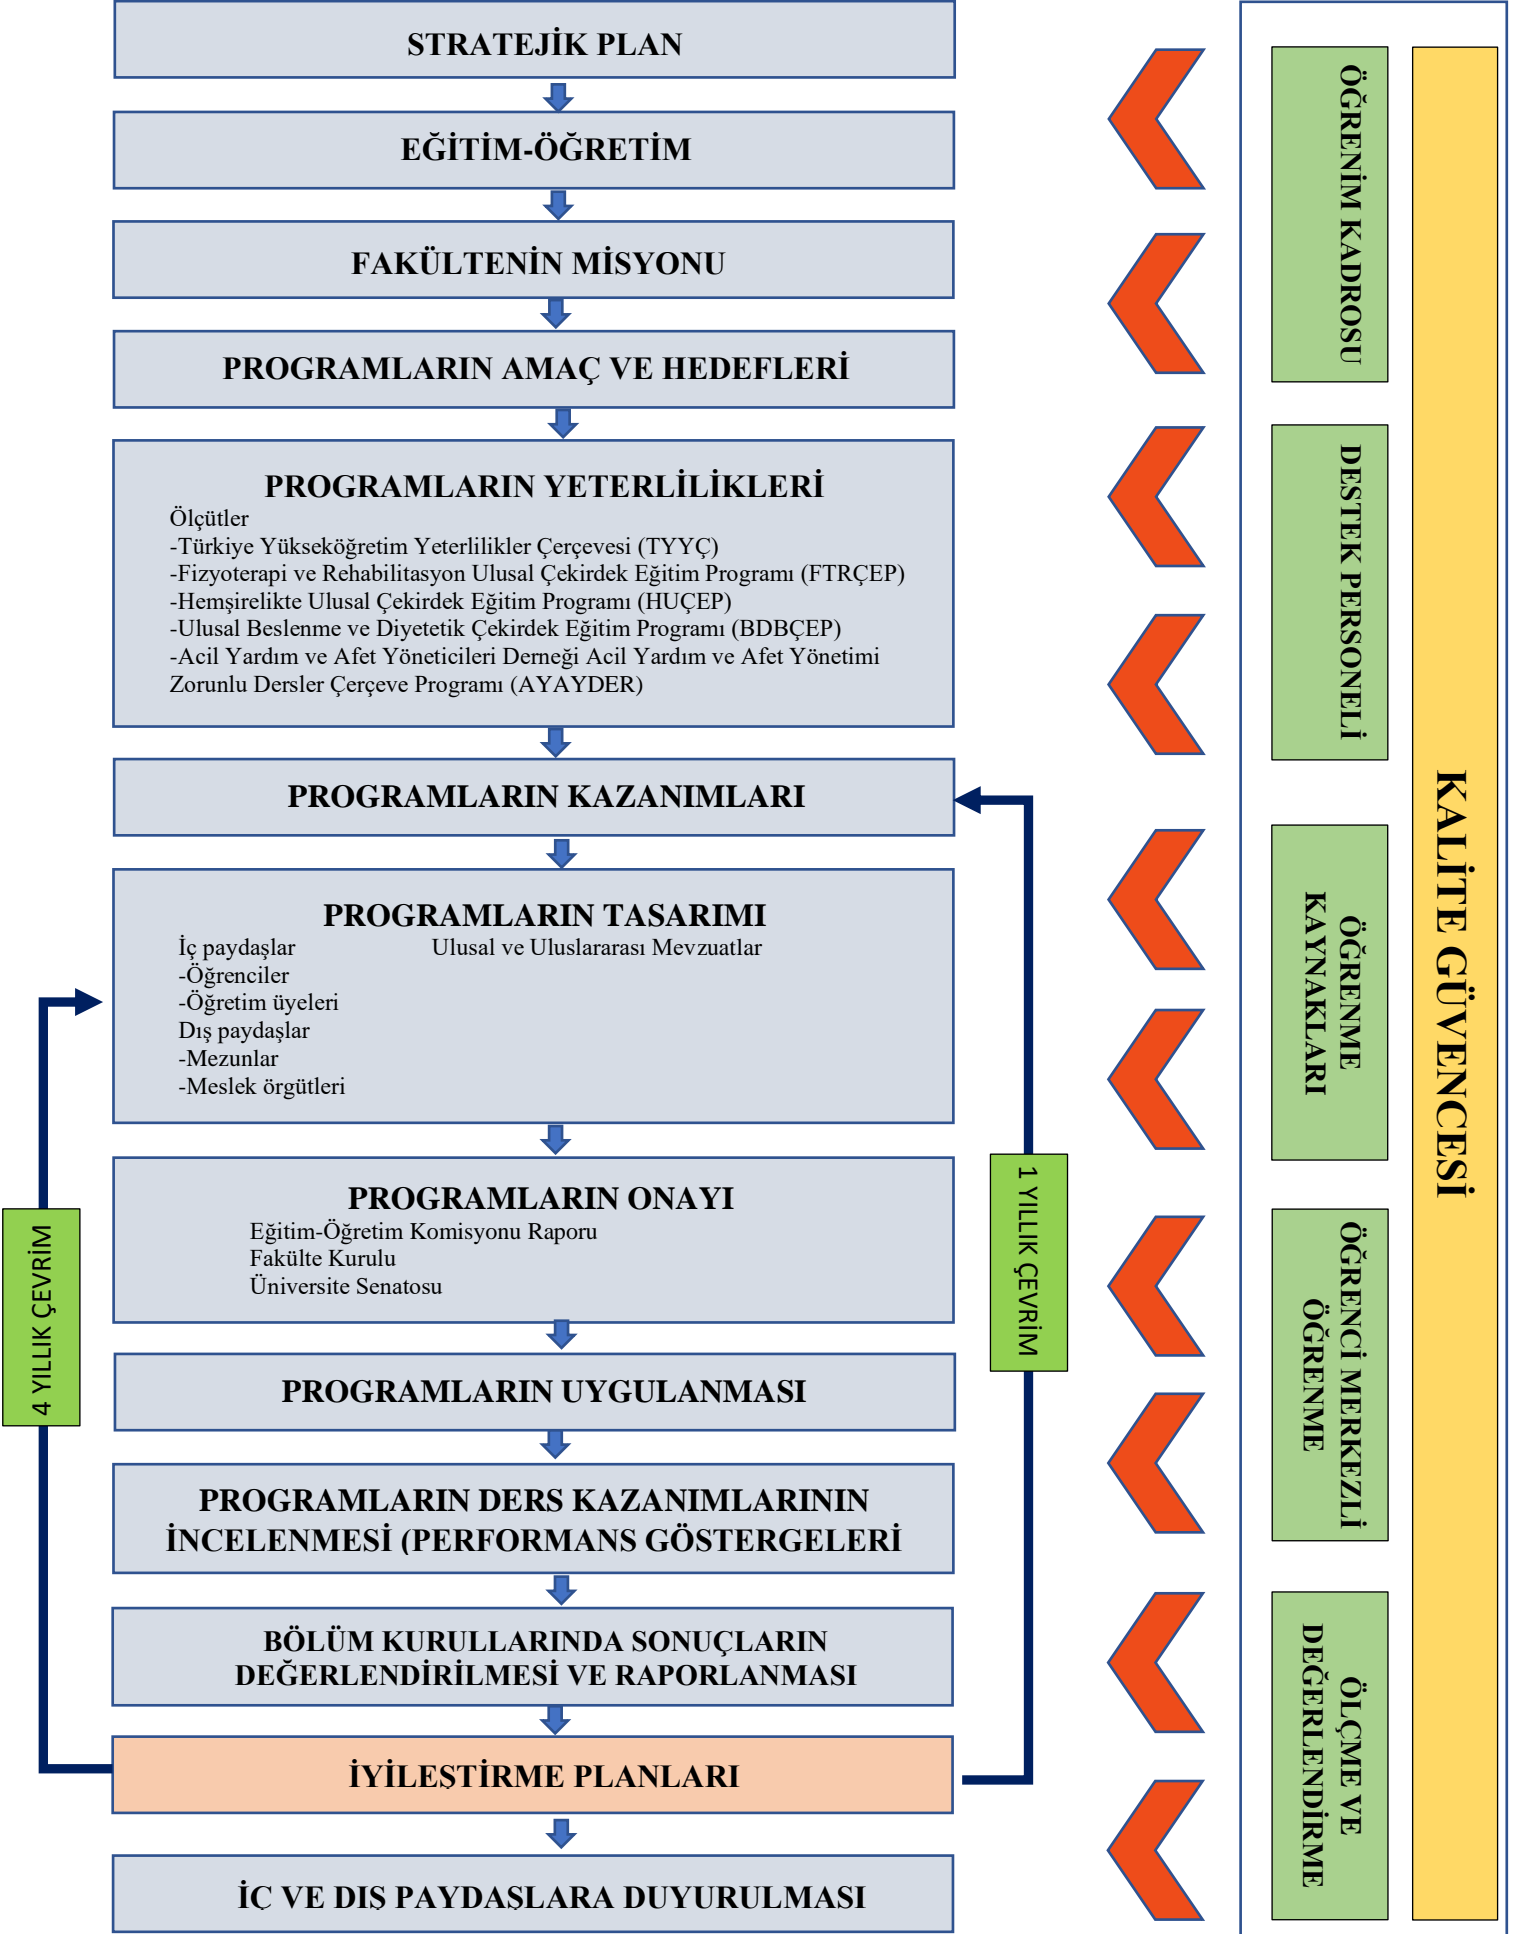 STRATEJİK PLAN
EĞİTİM-ÖĞRETİM
FAKÜLTENİN MİSYONU
PROGRAMLARIN AMAÇ VE HEDEFLERİ
PROGRAMLARIN YETERLİLİKLERİ
Ölçütler
-Türkiye Yükseköğretim Yeterlilikler Çerçevesi (TYYÇ)
-Fizyoterapi ve Rehabilitasyon Ulusal Çekirdek Eğitim Programı (FTRÇEP)
-Hemşirelikte Ulusal Çekirdek Eğitim Programı (HUÇEP)
-Ulusal Beslenme ve Diyetetik Çekirdek Eğitim Programı (BDBÇEP)
-Acil Yardım ve Afet Yöneticileri Derneği Acil Yardım ve Afet Yönetimi
Zorunlu Dersler Çerçeve Programı (AYAYDER)
PROGRAMLARIN KAZANIMLARI
PROGRAMLARIN TASARIMI
İç paydaşlar Ulusal ve Uluslararası Mevzuatlar
-Öğrenciler
-Öğretim üyeleri
Dış paydaşlar
-Mezunlar
-Meslek örgütleri
PROGRAMLARIN ONAYI
Eğitim-Öğretim Komisyonu Raporu
Fakülte Kurulu
Üniversite Senatosu
PROGRAMLARIN UYGULANMASI
PROGRAMLARIN DERS KAZANIMLARININ
İNCELENMESİ (PERFORMANS GÖSTERGELERİ
BÖLÜM KURULLARINDA SONUÇLARIN
DEĞERLENDİRİLMESİ VE RAPORLANMASI
İYİLEŞTİRME PLANLARI
İÇ VE DIŞ PAYDAŞLARA DUYURULMASI
4 YILLIK ÇEVRİM
1 YILLIK ÇEVRİM
ÖĞRENİM KADROSU
DESTEK PERSONELİ
ÖĞRENME
KAYNAKLARI
ÖĞRENCİ MERKEZLİ
ÖĞRENME
ÖLÇME VE
DEĞERLENDİRME
KALİTE GÜVENCESİ